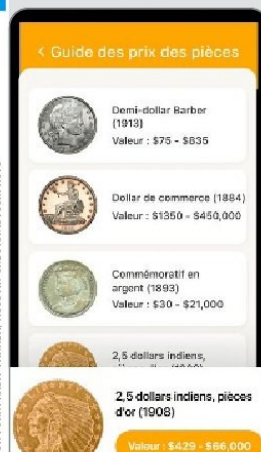 < Guide des prix des pièces
Demi-dollar Barber
(1913)
Valeur : $75 - $835
Dollar de commerce (1884)
Valeur : $1350 - $450,000
Commémoratif en
argent (1893)
Valeur : $30 - $21,000
2,5 dollars indiens,
2,5 dollars indiens, pièces
d'or (1908)
Valeur : $429 - $66,000